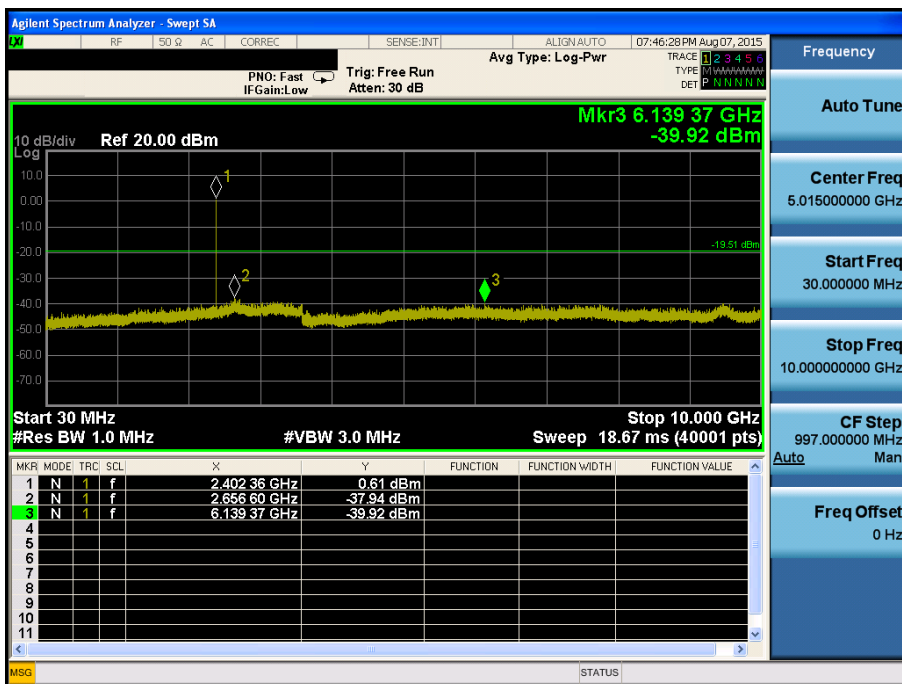 Agilent Spectrum Analyzer - Swept SA
LXI RF 50 Ω AC CORREC SENSE:INT ALIGNAUTO 07:46:28 PM Aug 07, 2015
Avg Type: Log-Pwr TRACE 1 2 3 4 5 6
PNO: Fast Trig: Free Run TYPE M
IFGain:Low Atten: 30 dB DET P N N N N N
Frequency
Auto Tune
Mkr3 6.139 37 GHz
10 dB/div Ref 20.00 dBm -39.92 dBm
Log
10.0
0.00
-10.0
-20.0
-30.0
-40.0
-50.0
-60.0
-70.0
1
2
3
-19.51 dBm
Center Freq
5.015000000 GHz
Start Freq
30.000000 MHz
Stop Freq
10.000000000 GHz
Start 30 MHz Stop 10.000 GHz
#Res BW 1.0 MHz #VBW 3.0 MHz Sweep 18.67 ms (40001 pts)
CF Step
997.000000 MHz
Auto Man
MKR MODE TRC SCL X Y FUNCTION FUNCTION WIDTH FUNCTION VALUE
1 N 1 f 2.402 36 GHz 0.61 dBm
2 N 1 f 2.656 60 GHz -37.94 dBm
3 N 1 f 6.139 37 GHz -39.92 dBm
4
5
6
7
8
9
10
11
Freq Offset
0 Hz
MSG STATUS